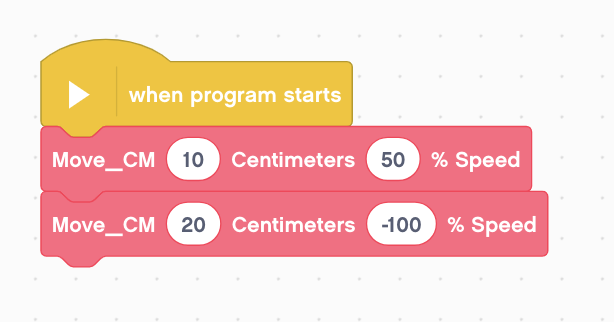 when program starts
Move_CM 10 Centimeters 50 % Speed
Move_CM 20 Centimeters -100 % Speed